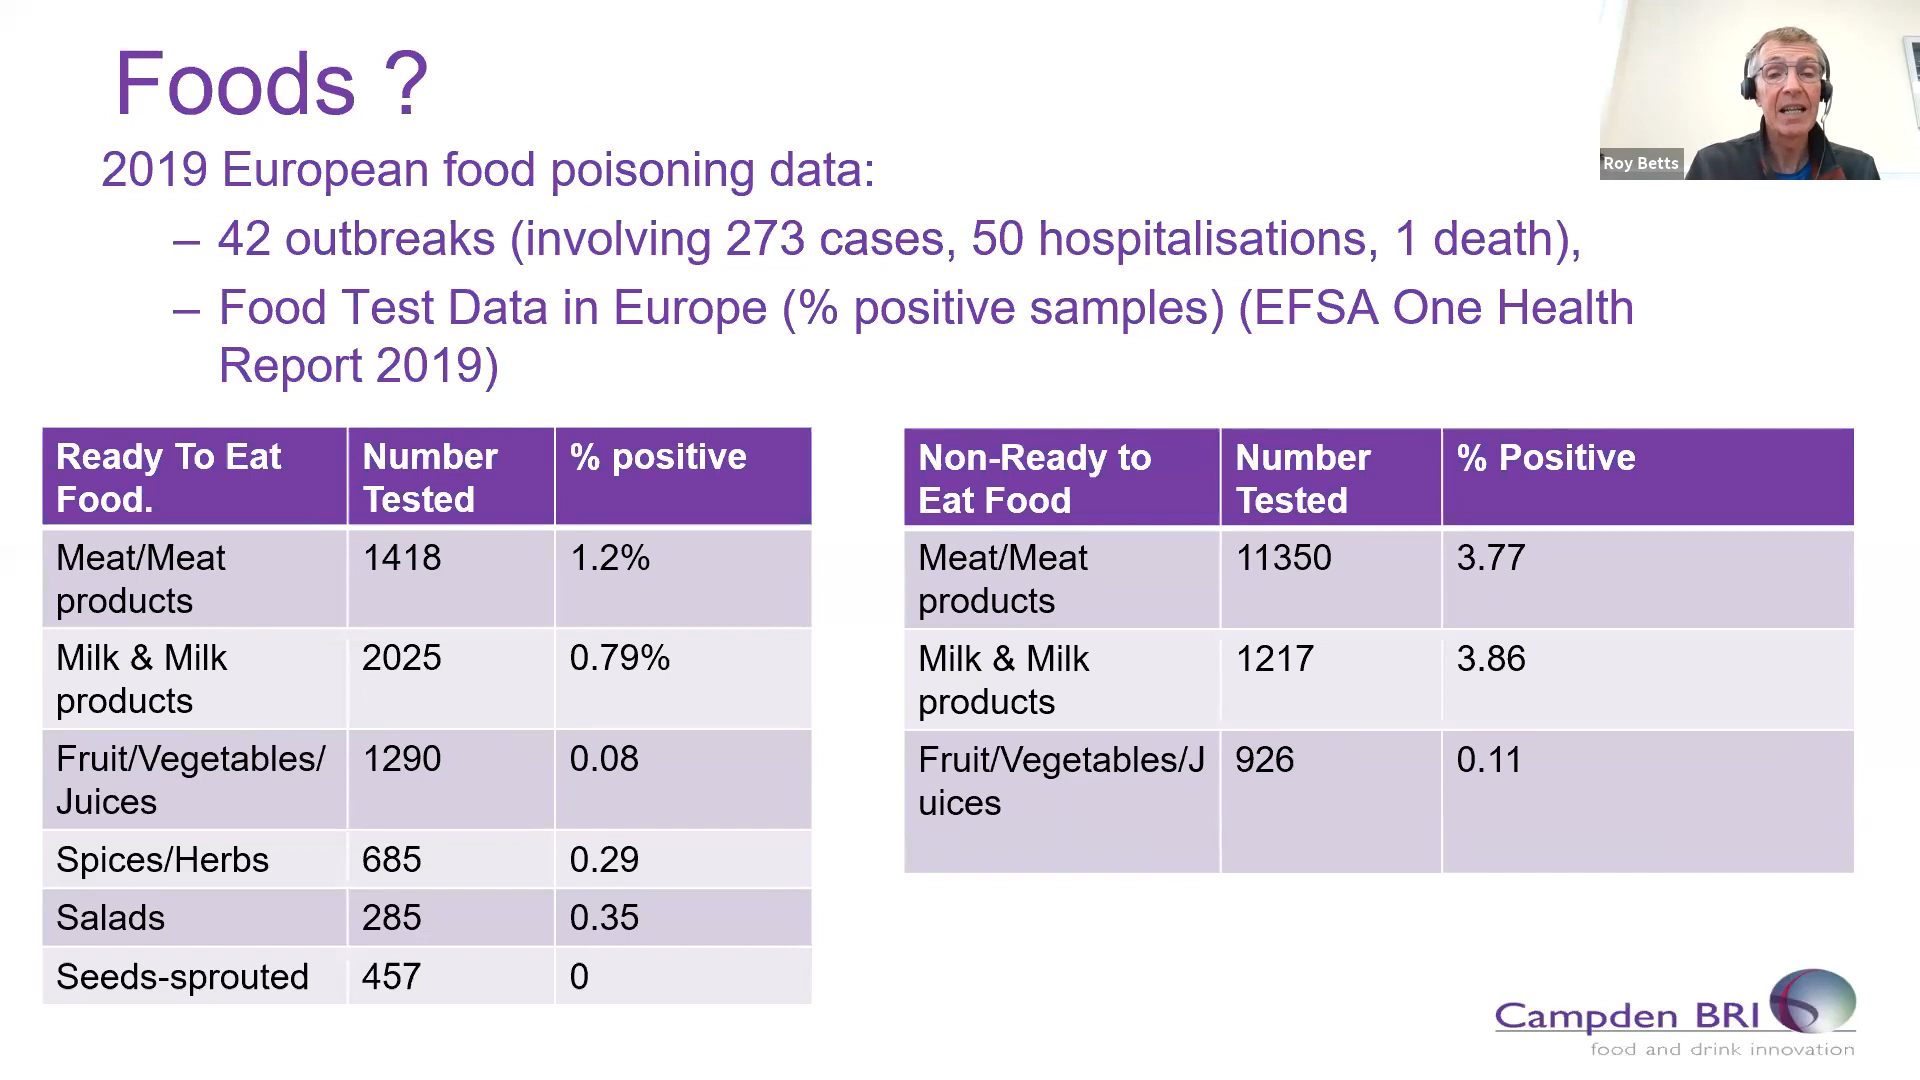 Foods ?
Roy Betts
2019 European food poisoning data:
– 42 outbreaks (involving 273 cases, 50 hospitalisations, 1 death),
– Food Test Data in Europe (% positive samples) (EFSA One Health
Report 2019)
Ready To Eat
Food.
Number
Tested
% positive
Meat/Meat
products
1418
1.2%
Milk & Milk
products
2025
0.79%
Fruit/Vegetables/
Juices
1290
0.08
Spices/Herbs
685
0.29
Salads
285
0.35
Seeds-sprouted
457
0
Non-Ready to
Eat Food
Number
Tested
% Positive
Meat/Meat
products
11350
3.77
Milk & Milk
products
1217
3.86
Fruit/Vegetables/J
uices
926
0.11
Campden BRI
food and drink innovation